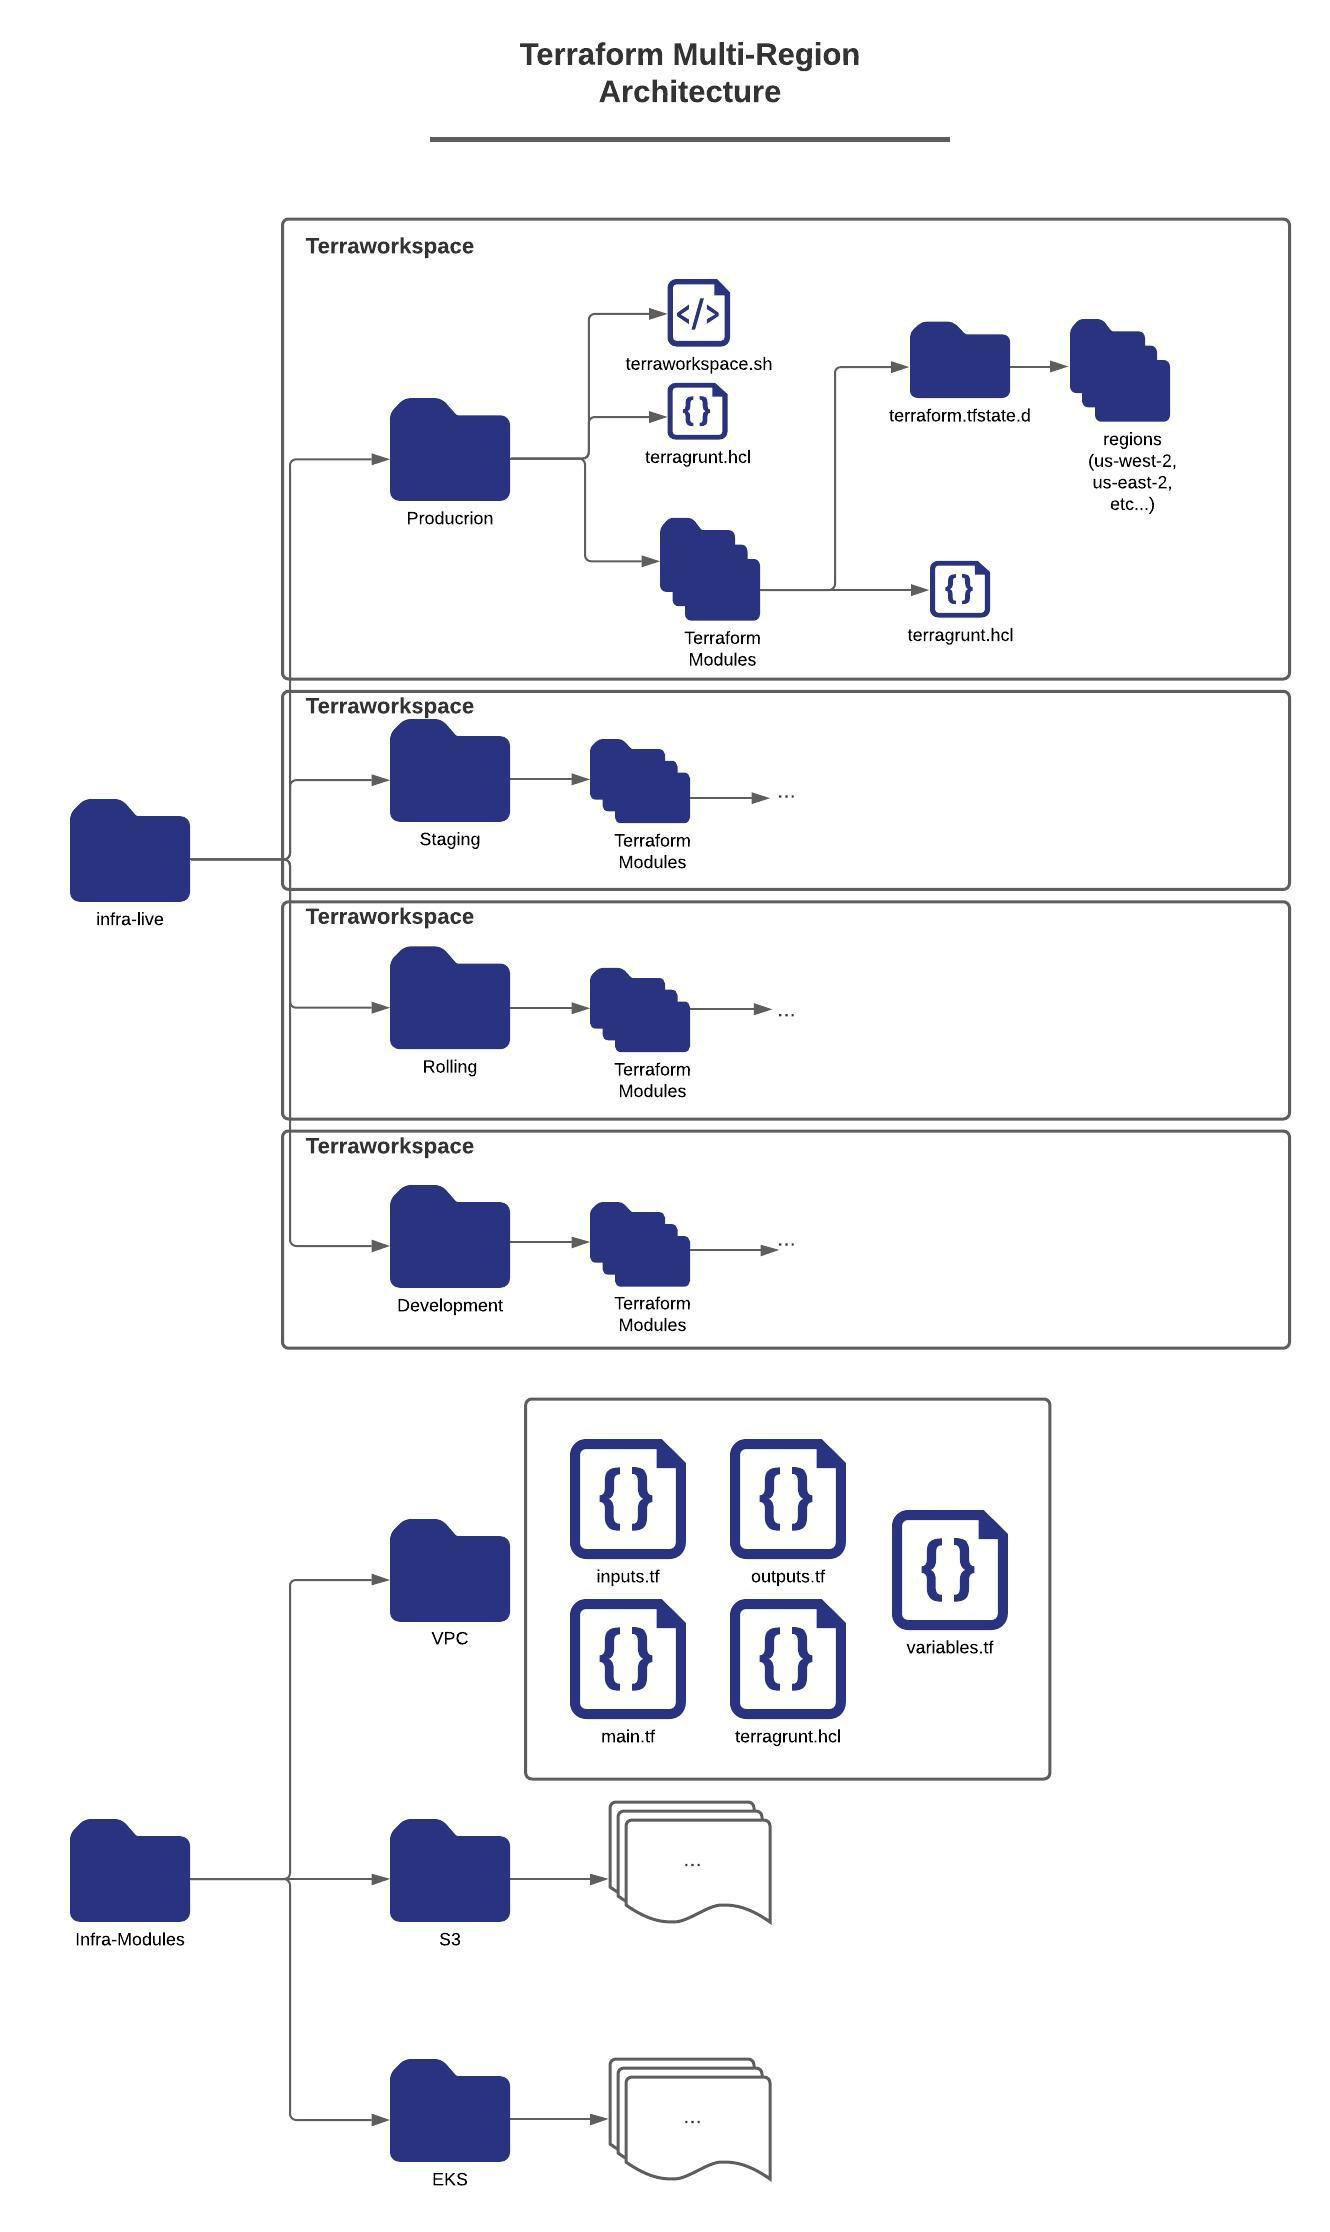 Terraform Multi-Region
Architecture
Terraworkspace
terraworkspace.sh
terragrunt.hcl
terraform.tfstate.d
regions
(us-west-2,
us-east-2,
etc...)
Producrion
Terraform
Modules
terragrunt.hcl
Terraworkspace
Staging
Terraform
Modules
...
infra-live
Terraworkspace
Rolling
Terraform
Modules
...
Terraworkspace
Development
Terraform
Modules
...
</>
{}
{}
{}
{}
inputs.tf
outputs.tf
{}
variables.tf
VPC
{}
{}
main.tf
terragrunt.hcl
Infra-Modules
S3
...
EKS
...